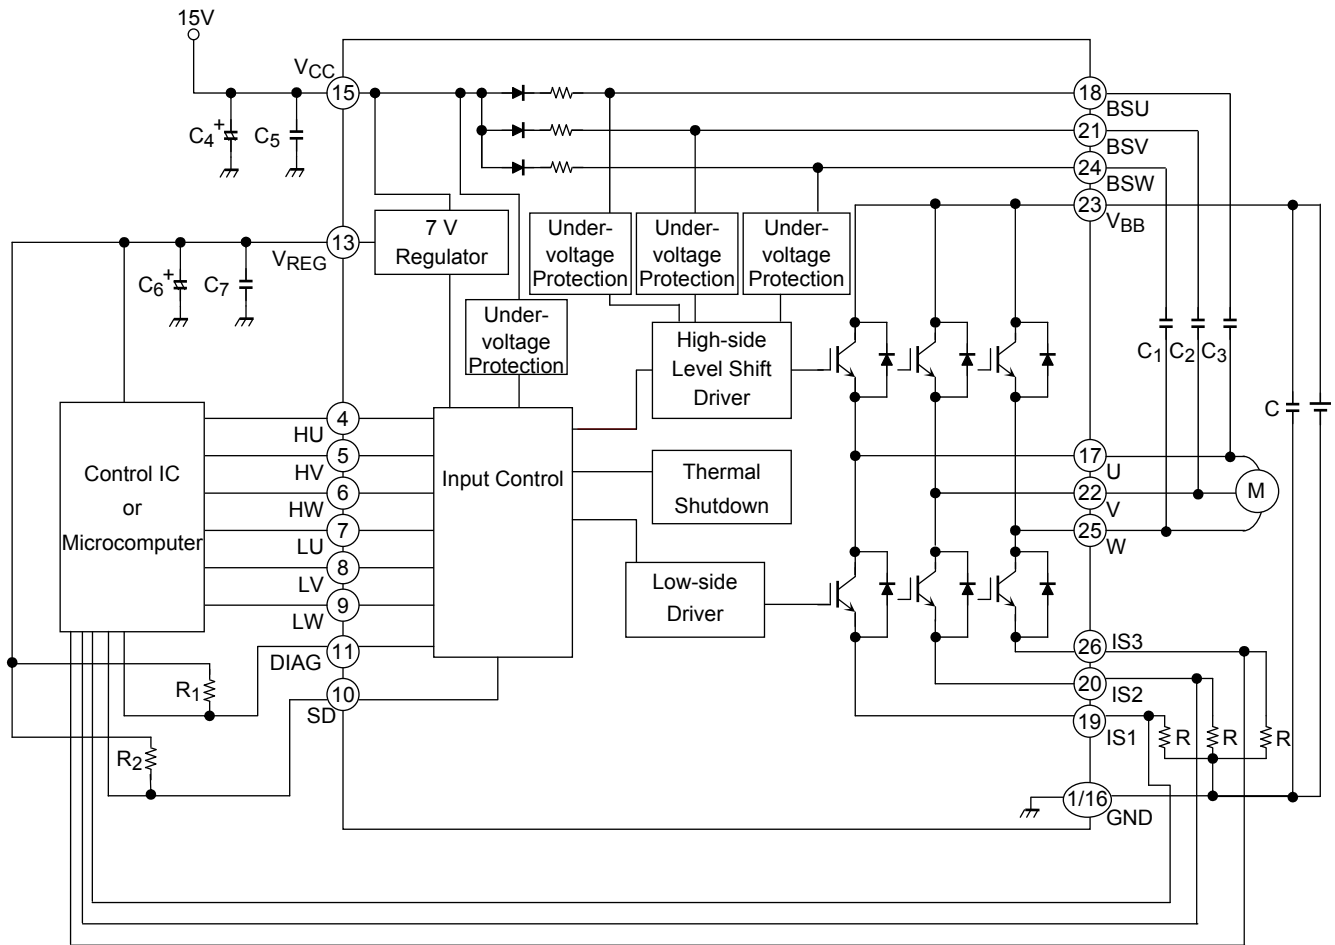 15V
VCC
15
C4
+
C5
18
BSU
21
BSV
24
BSW
23
VBB
13
VREG
7 V
Regulator
C6
+
C7
Under-
voltage
Protection
Under-
voltage
Protection
Under-
voltage
Protection
Under-
voltage
Protection
High-side
Level Shift
Driver
C1
C2
C3
C
Control IC
or
Microcomputer
4
HU
5
HV
6
HW
7
LU
8
LV
9
LW
11
DIAG
10
SD
Input Control
Thermal
Shutdown
Low-side
Driver
17
U
22
V
25
W
M
26
IS3
20
IS2
19
IS1
R
R
R
R1
R2
1/16
GND